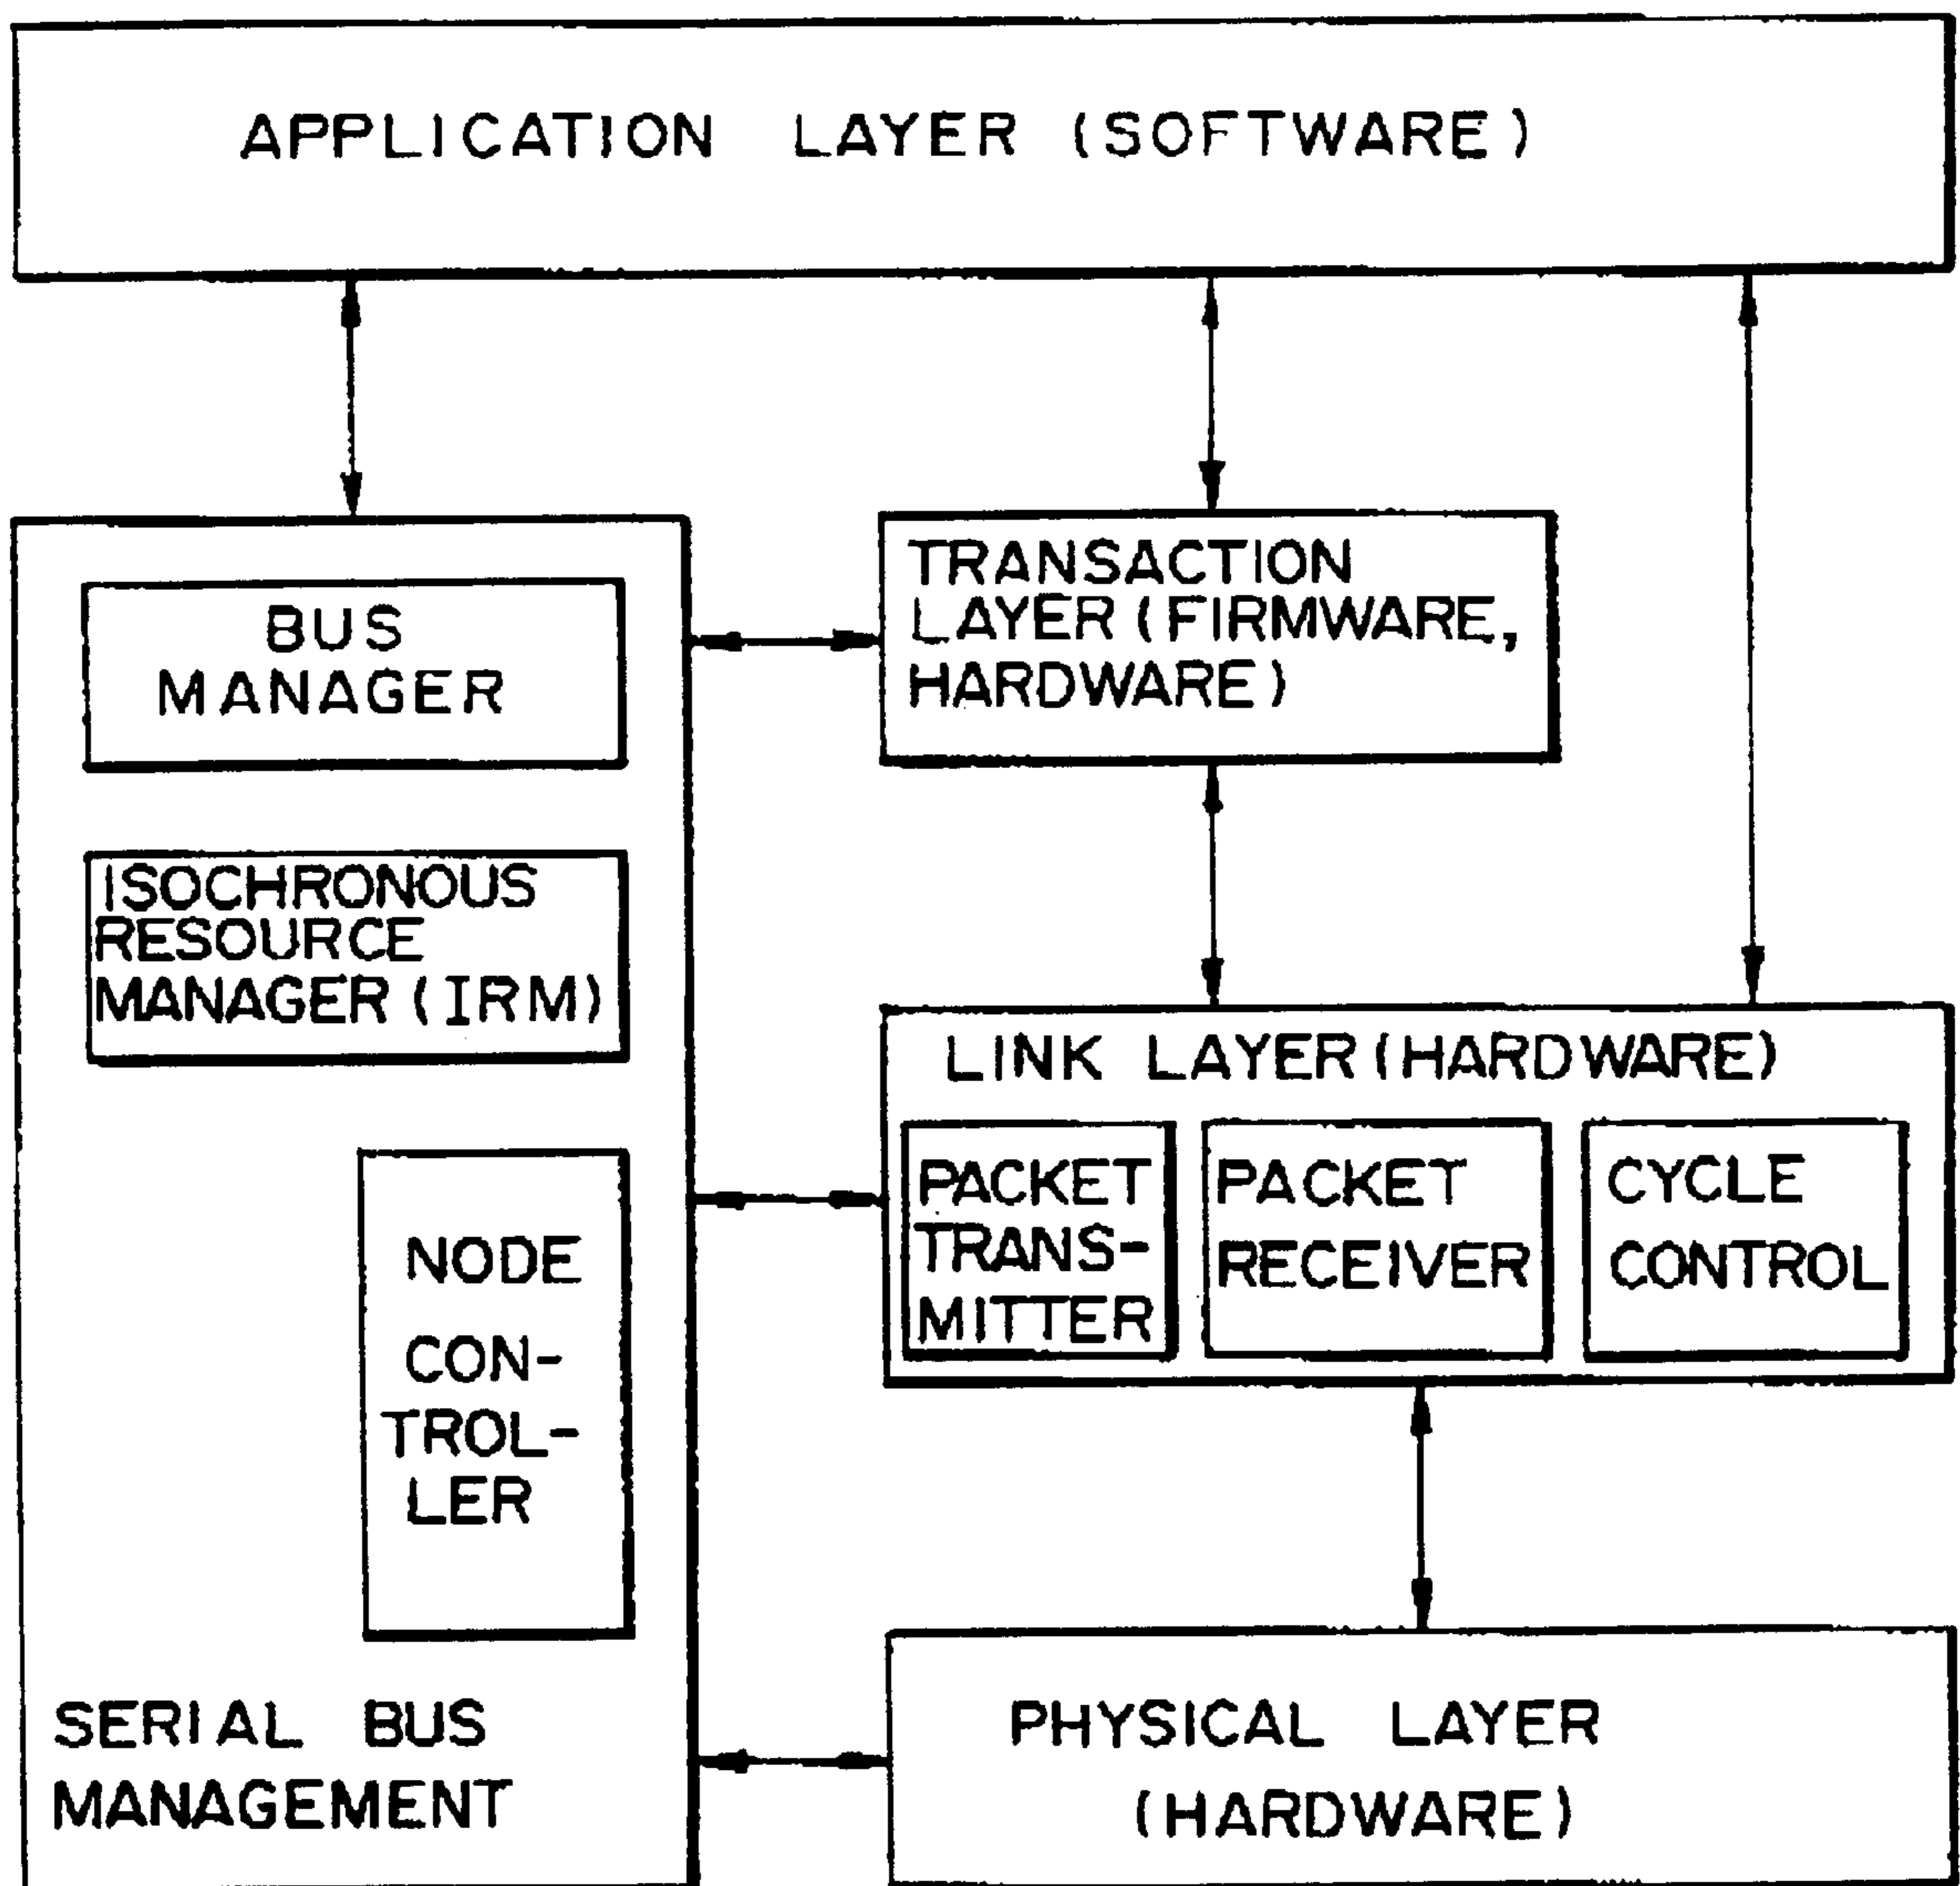 APPLICATION LAYER (SOFTWARE)
BUS
MANAGER
TRANSACTION
LAYER (FIRMWARE,
HARDWARE)
ISOCHRONOUS
RESOURCE
MANAGER (IRM)
LINK LAYER (HARDWARE)
PACKET
TRANS-
MITTER
PACKET
RECEIVER
CYCLE
CONTROL
NODE
CON-
TROL-
LER
SERIAL BUS
MANAGEMENT
PHYSICAL LAYER
(HARDWARE)